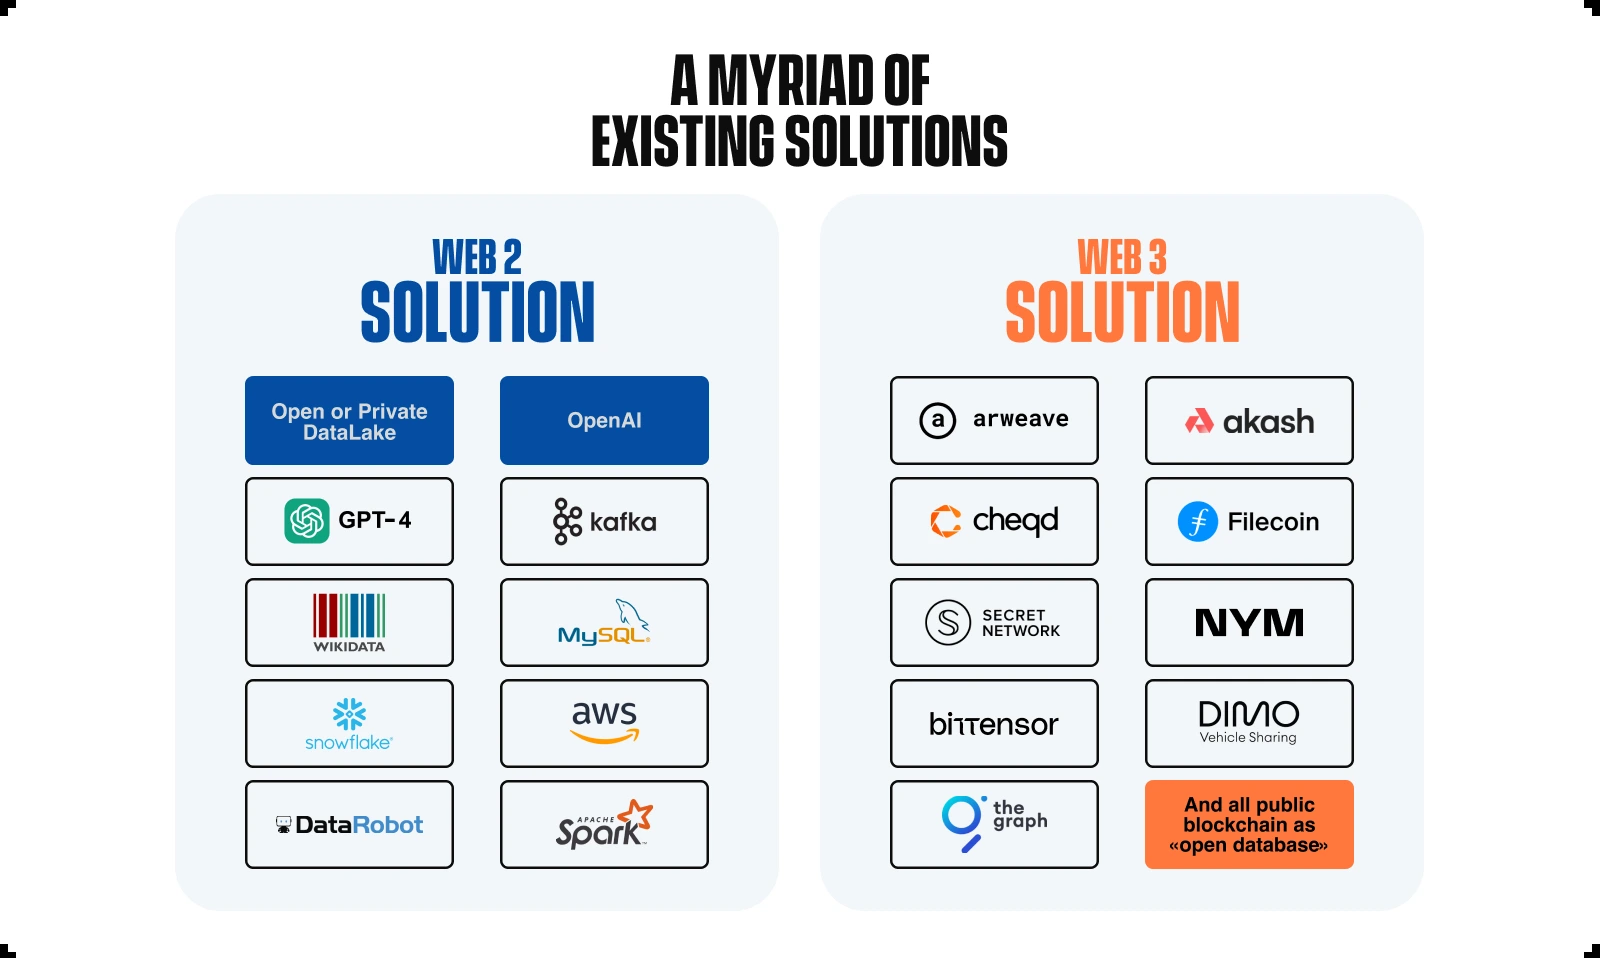 A MYRIAD OF
EXISTING SOLUTIONS
WEB 2
SOLUTION
Open or Private
DataLake
OpenAI
GPT-4
kafka
WIKIDATA
MySQL®
snowflake®
aws
DataRobot
APACHE
Spark™
WEB 3
SOLUTION
a arweave
akash
cheqd
Filecoin
SECRET
NETWORK
NYM
bittensor
DIMO
Vehicle Sharing
the
graph
And all public
blockchain as
«open database»